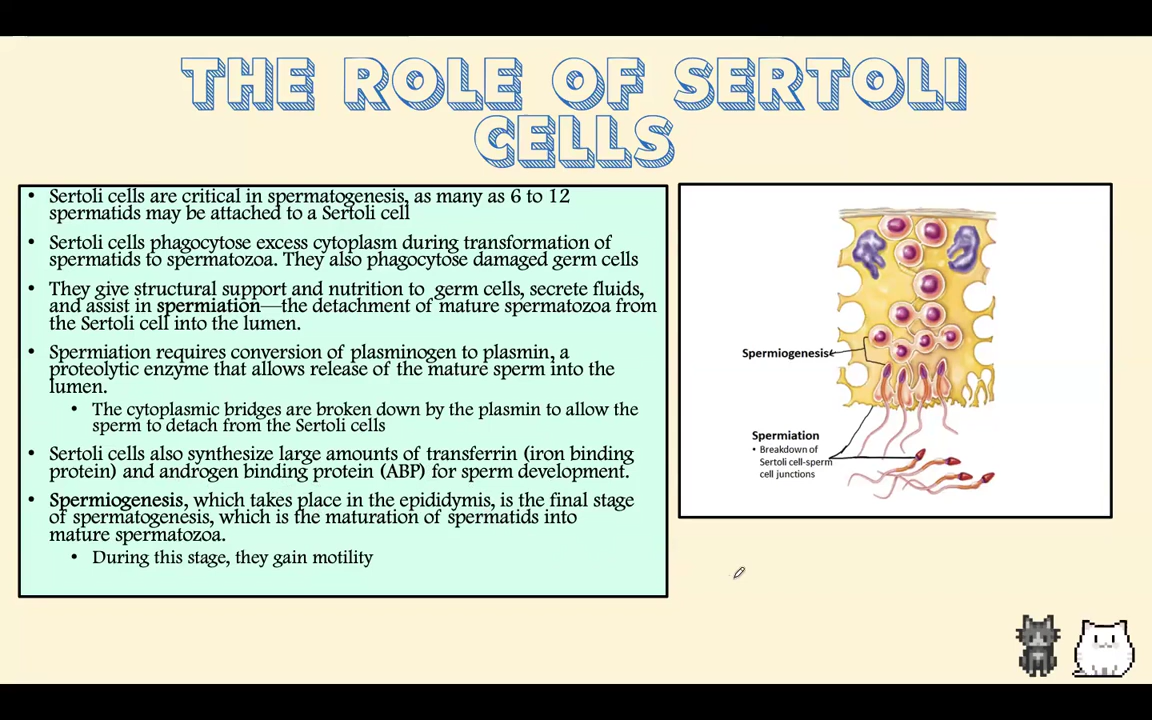 THE ROLE OF SERTOLI
CELLS
• Sertoli cells are critical in spermatogenesis, as many as 6 to 12
spermatids may be attached to a Sertoli cell
• Sertoli cells phagocytose excess cytoplasm during transformation of
spermatids to spermatozoa. They also phagocytose damaged germ cells
• They give structural support and nutrition to germ cells, secrete fluids,
and assist in spermiation—the detachment of mature spermatozoa from
the Sertoli cell into the lumen.
• Spermiation requires conversion of plasminogen to plasmin, a
proteolytic enzyme that allows release of the mature sperm into the
lumen.
• The cytoplasmic bridges are broken down by the plasmin to allow the
sperm to detach from the Sertoli cells
• Sertoli cells also synthesize large amounts of transferrin (iron binding
protein) and androgen binding protein (ABP) for sperm development.
• Spermiogenesis, which takes place in the epididymis, is the final stage
of spermatogenesis, which is the maturation of spermatids into
mature spermatozoa.
• During this stage, they gain motility
Spermiogenesis
Spermiation
• Breakdown of
Sertoli cell-sperm
cell junctions